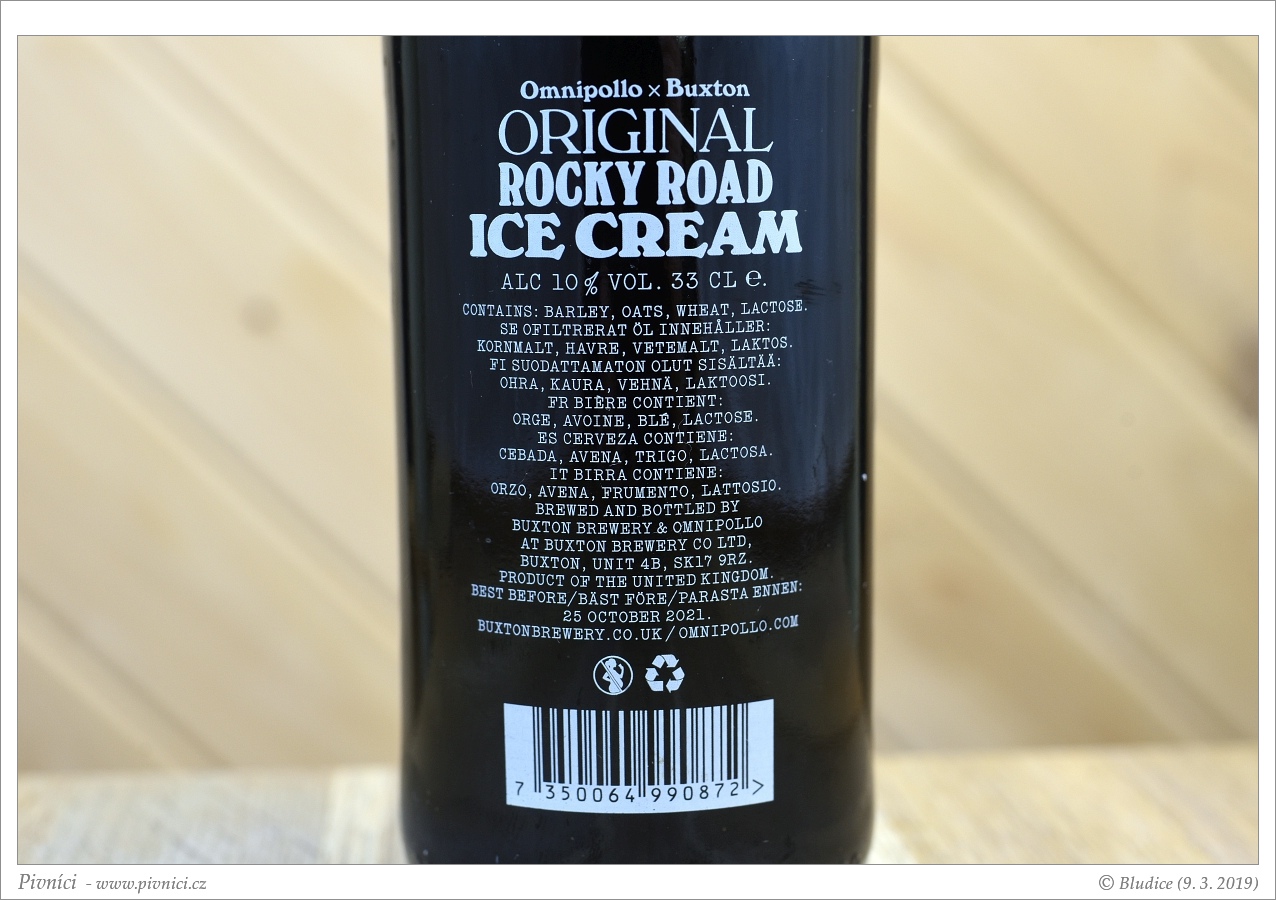 Omnipollo × Buxton
ORIGINAL
ROCKY ROAD
ICE CREAM
ALC 10% VOL. 33 CL ℮.
CONTAINS: BARLEY, OATS, WHEAT, LACTOSE.
SE OFILTRERAT ÖL INNEHÅLLER:
KORNMALT, HAVRE, VETEMALT, LAKTOS.
FI SUODATTAMATON OLUT SISÄLTÄÄ:
OHRA, KAURA, VEHNÄ, LAKTOOSI.
FR BIÈRE CONTIENT:
ORGE, AVOINE, BLÉ, LACTOSE.
ES CERVEZA CONTIENE:
CEBADA, AVENA, TRIGO, LACTOSA.
IT BIRRA CONTIENE:
ORZO, AVENA, FRUMENTO, LATTOSIO.
BREWED AND BOTTLED BY
BUXTON BREWERY & OMNIPOLLO
AT BUXTON BREWERY CO LTD,
BUXTON, UNIT 4B, SK17 9RZ.
PRODUCT OF THE UNITED KINGDOM.
BEST BEFORE/BÄST FÖRE/PARASTA ENNEN:
25 OCTOBER 2021.
BUXTONBREWERY.CO.UK / OMNIPOLLO.COM
7 350064 990872 >
Pivníci - www.pivnici.cz
© Bludice (9. 3. 2019)